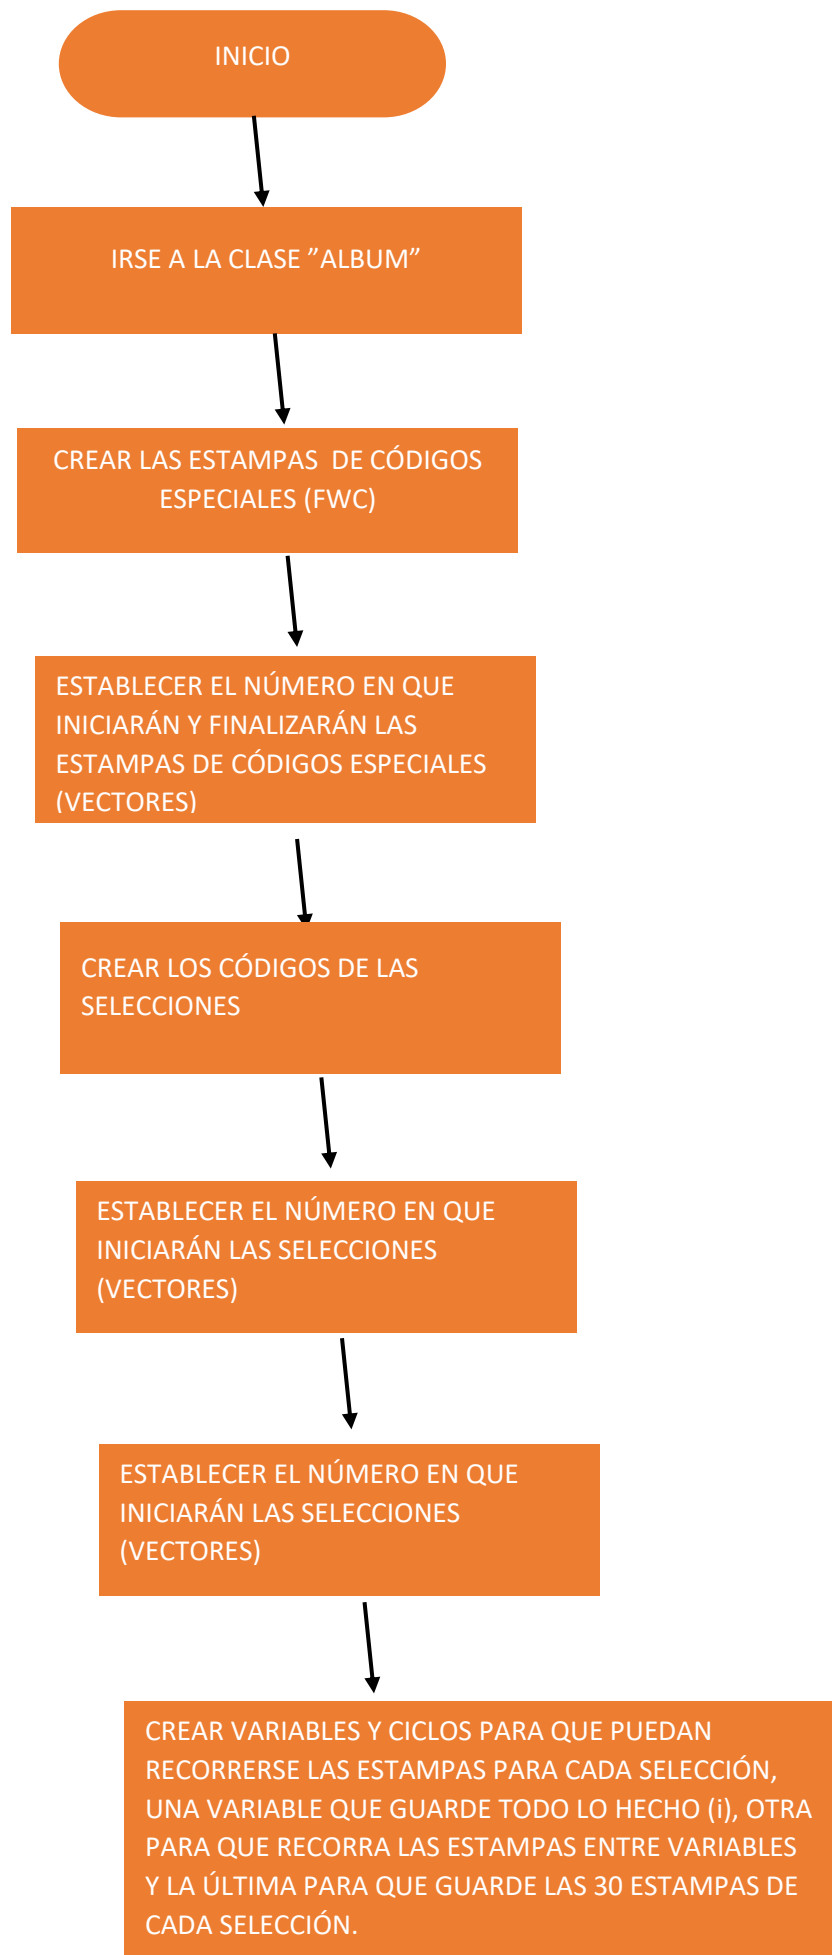 INICIO
IRSE A LA CLASE ”ALBUM”
CREAR LAS ESTAMPAS  DE CÓDIGOS
ESPECIALES (FWC)
ESTABLECER EL NÚMERO EN QUE
INICIARÁN Y FINALIZARÁN LAS
ESTAMPAS DE CÓDIGOS ESPECIALES
(VECTORES)
CREAR LOS CÓDIGOS DE LAS
SELECCIONES
ESTABLECER EL NÚMERO EN QUE
INICIARÁN LAS SELECCIONES
(VECTORES)
ESTABLECER EL NÚMERO EN QUE
INICIARÁN LAS SELECCIONES
(VECTORES)
CREAR VARIABLES Y CICLOS PARA QUE PUEDAN
RECORRERSE LAS ESTAMPAS PARA CADA SELECCIÓN,
UNA VARIABLE QUE GUARDE TODO LO HECHO (i), OTRA
PARA QUE RECORRA LAS ESTAMPAS ENTRE VARIABLES
Y LA ÚLTIMA PARA QUE GUARDE LAS 30 ESTAMPAS DE
CADA SELECCIÓN.